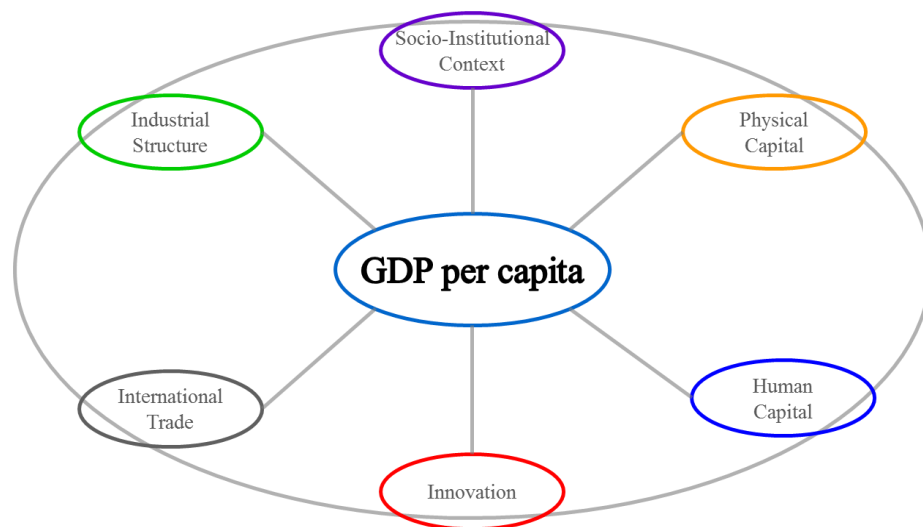 Socio-Institutional
Context
Industrial
Structure
Physical
Capital
GDP per capita
International
Trade
Human
Capital
Innovation